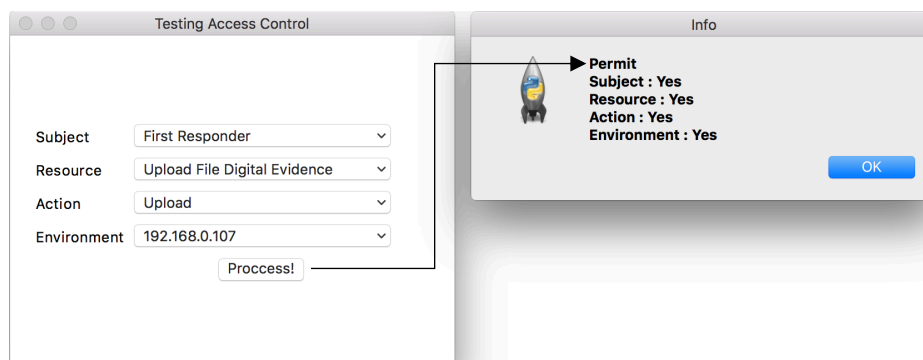 Testing Access Control
Subject
First Responder
Resource
Upload File Digital Evidence
Action
Upload
Environment
192.168.0.107
Proccess!
Info
Permit
Subject : Yes
Resource : Yes
Action : Yes
Environment : Yes
OK